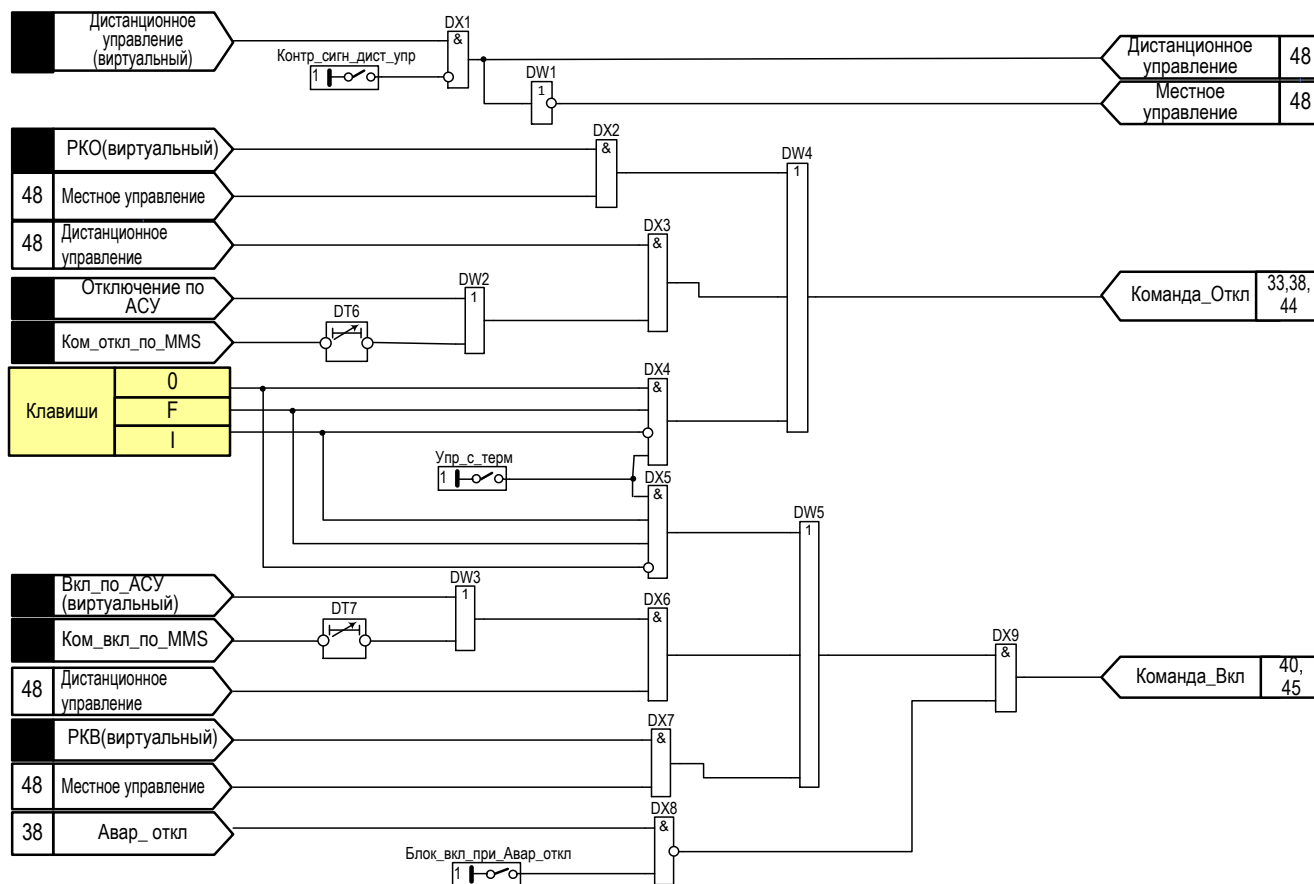 Дистанционное
управление
(виртуальный)
DX1
&
Контр_сигн_дист_упр
1
DW1
1
Дистанционное
управление
48
Местное
управление
48
РКО(виртуальный)
DX2
&
48
Местное управление
DW4
1
48
Дистанционное
управление
DX3
&
Отключение по
АСУ
DW2
1
Ком_откл_по_MMS
DT6
Команда_Откл
33,38,
44
Клавиши
0
F
I
DX4
&
Упр_с_терм
1
DX5
&
DW5
1
Вкл_по_АСУ
(виртуальный)
DW3
1
Ком_вкл_по_MMS
DT7
DX6
&
DX9
&
48
Дистанционное
управление
Команда_Вкл
40,
45
РКВ(виртуальный)
DX7
&
48
Местное управление
38
Авар_ откл
DX8
&
Блок_вкл_при_Авар_откл
1